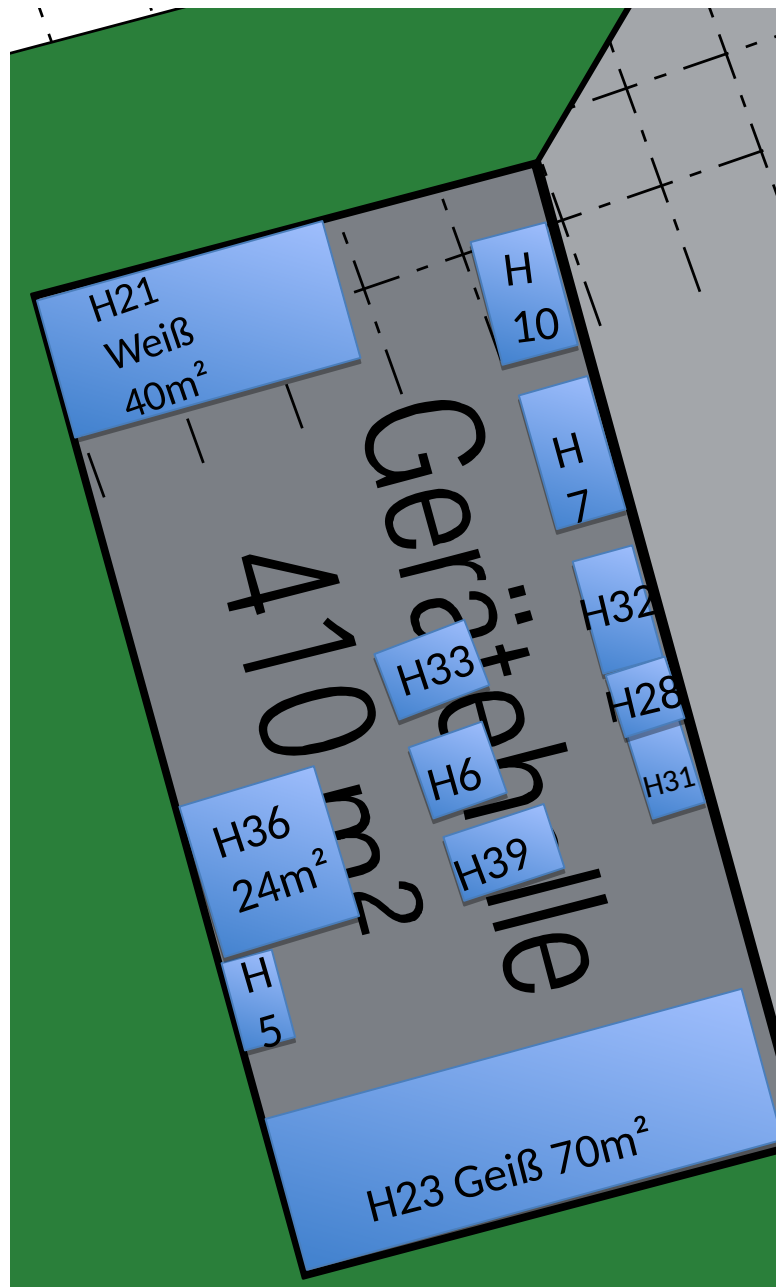 H21
Weiß
40m²
H
10
H
7
Gerätehalle
410 m2
H32
H33
H28
H6
H31
H36
24m²
H39
H
5
H23 Geiß 70m²